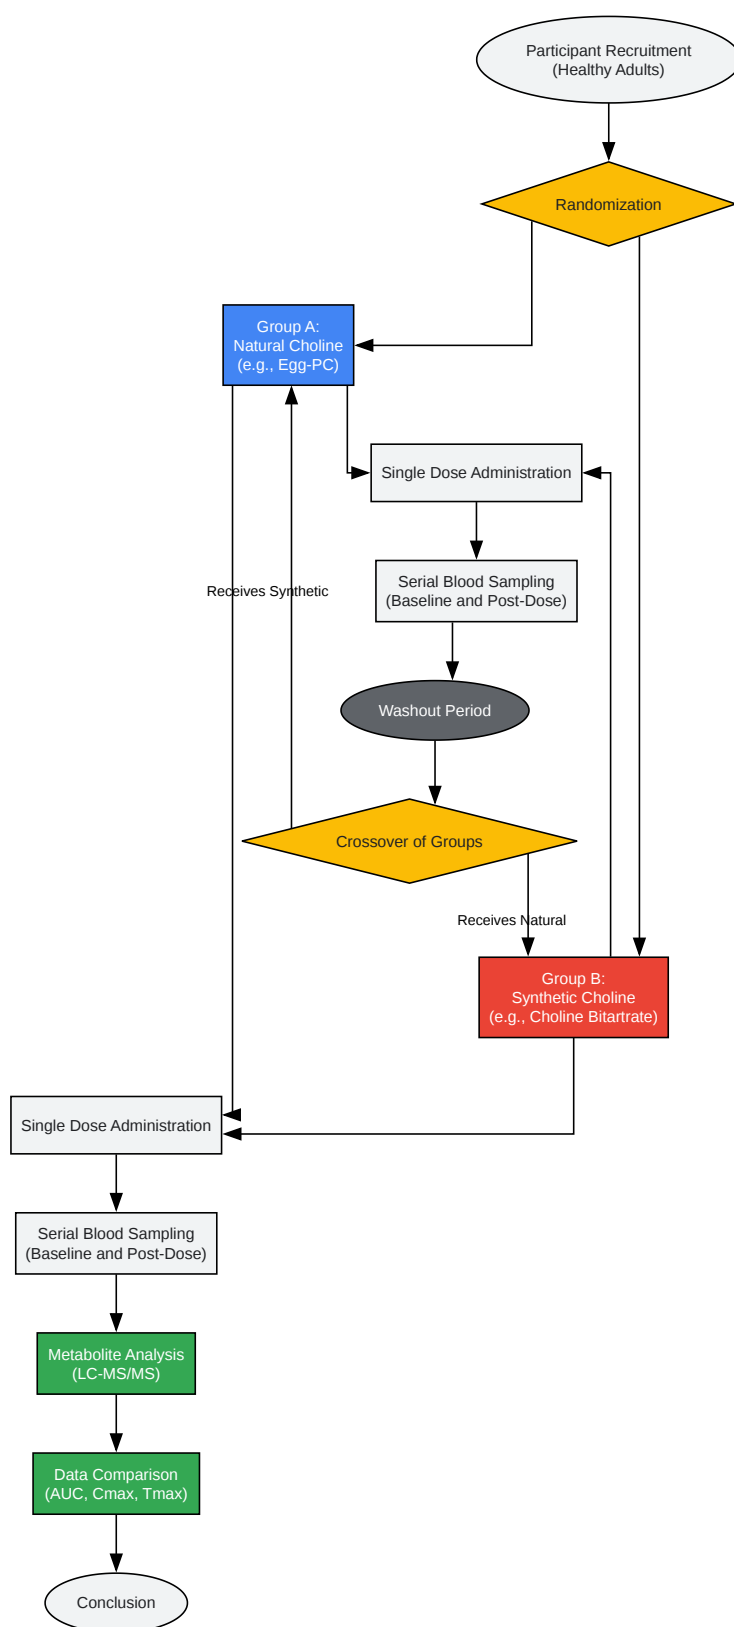 Participant Recruitment
(Healthy Adults)
Randomization
Group A:
Natural Choline
(e.g., Egg-PC)
Single Dose Administration
Serial Blood Sampling
(Baseline and Post-Dose)
Receives Synthetic
Washout Period
Crossover of Groups
Receives Natural
Group B:
Synthetic Choline
(e.g., Choline Bitartrate)
Single Dose Administration
Serial Blood Sampling
(Baseline and Post-Dose)
Metabolite Analysis
(LC-MS/MS)
Data Comparison
(AUC, Cmax, Tmax)
Conclusion